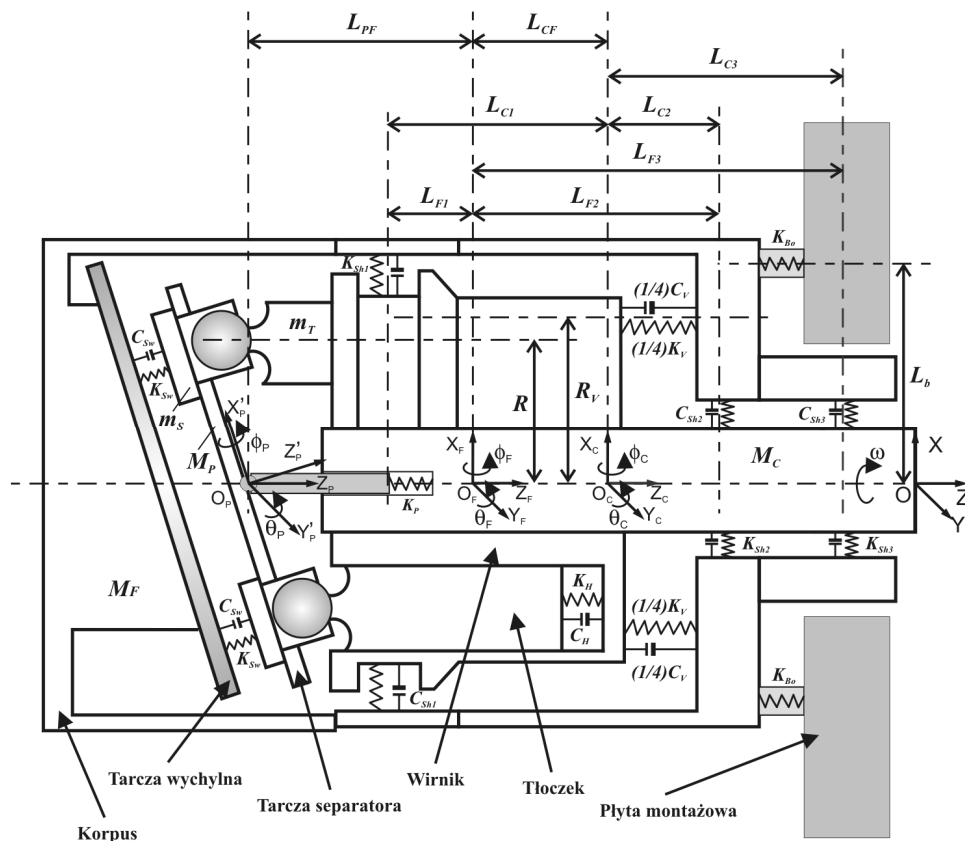 L_PF
L_CF
L_C3
L_C1
L_C2
L_F3
L_F1
L_F2
K_Bo
K_Sh1
(1/4)C_V
m_T
(1/4)K_V
C_Sw
K_Sw
L_b
m_S
R
R_V
C_Sh2
C_Sh3
X'_P
ϕ_P
M_P
Z'_P
X_F
ϕ_F
X_C
ϕ_C
M_C
ω
X
O_P
Z_P
K_P
O_F
Z_F
O_C
Z_C
O
Z
θ_P
Y'_P
θ_F
Y_F
θ_C
Y_C
Y
K_Sh2
K_Sh3
M_F
K_H
C_Sw
(1/4)K_V
C_H
K_Sw
(1/4)C_V
K_Bo
C_Sh1
Wirnik
Tarcza wychylna
Tarcza separatora
Tłoczek
Płyta montażowa
Korpus